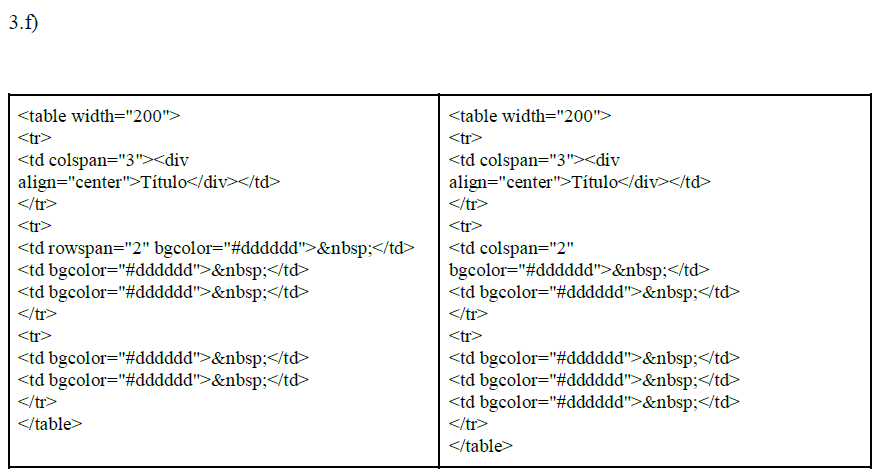 3.f)
<table width="200">
<tr>
<td colspan="3"><div
align="center">Título</div></td>
</tr>
<tr>
<td rowspan="2" bgcolor="#dddddd">&nbsp;</td>
<td bgcolor="#dddddd">&nbsp;</td>
<td bgcolor="#dddddd">&nbsp;</td>
</tr>
<tr>
<td bgcolor="#dddddd">&nbsp;</td>
<td bgcolor="#dddddd">&nbsp;</td>
</tr>
</table>
<table width="200">
<tr>
<td colspan="3"><div
align="center">Título</div></td>
</tr>
<tr>
<td colspan="2"
bgcolor="#dddddd">&nbsp;</td>
<td bgcolor="#dddddd">&nbsp;</td>
</tr>
<tr>
<td bgcolor="#dddddd">&nbsp;</td>
<td bgcolor="#dddddd">&nbsp;</td>
<td bgcolor="#dddddd">&nbsp;</td>
</tr>
</table>